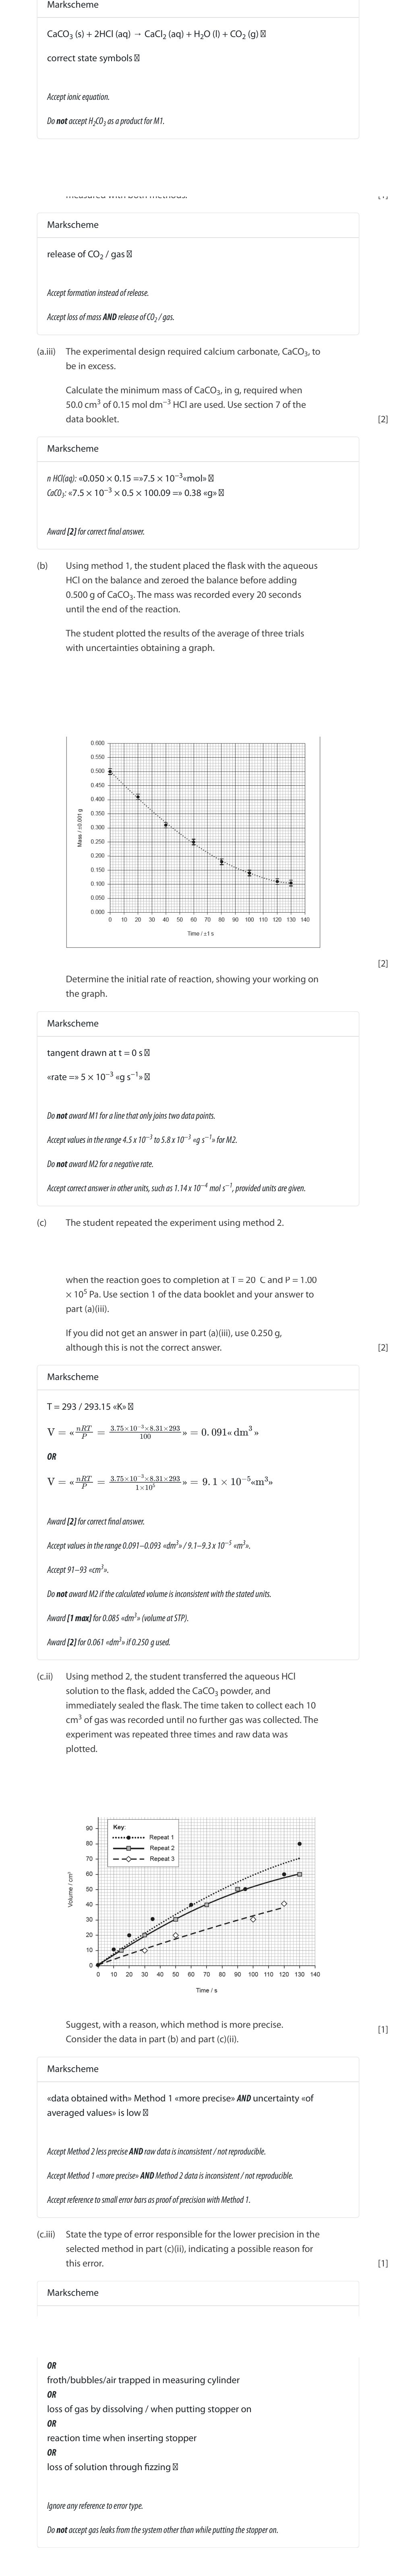 Markscheme
CaCO₃ (s) + 2HCl (aq) → CaCl₂ (aq) + H₂O (l) + CO₂ (g) 
correct state symbols 
Accept ionic equation.
Do not accept H₂CO₃ as a product for M1.
measured with both methods.
[1]
Markscheme
release of CO₂ / gas 
Accept formation instead of release.
Accept loss of mass AND release of CO₂ / gas.
(a.iii) The experimental design required calcium carbonate, CaCO₃, to
be in excess.
Calculate the minimum mass of CaCO₃, in g, required when
50.0 cm³ of 0.15 mol dm⁻³ HCl are used. Use section 7 of the
data booklet. [2]
Markscheme
n HCl(aq): «0.050 × 0.15 =»7.5 × 10⁻³«mol» 
CaCO₃: «7.5 × 10⁻³ × 0.5 × 100.09 =» 0.38 «g» 
Award [2] for correct final answer.
(b) Using method 1, the student placed the flask with the aqueous
HCl on the balance and zeroed the balance before adding
0.500 g of CaCO₃. The mass was recorded every 20 seconds
until the end of the reaction.
The student plotted the results of the average of three trials
with uncertainties obtaining a graph.
Mass / ±0.001 g
0.600
0.550
0.500
0.450
0.400
0.350
0.300
0.250
0.200
0.150
0.100
0.050
0.000
0 10 20 30 40 50 60 70 80 90 100 110 120 130 140
Time / ±1 s
[2]
Determine the initial rate of reaction, showing your working on
the graph.
Markscheme
tangent drawn at t = 0 s 
«rate =» 5 × 10⁻³ «g s⁻¹» 
Do not award M1 for a line that only joins two data points.
Accept values in the range 4.5 x 10⁻³ to 5.8 x 10⁻³ «g s⁻¹» for M2.
Do not award M2 for a negative rate.
Accept correct answer in other units, such as 1.14 x 10⁻⁴ mol s⁻¹, provided units are given.
(c) The student repeated the experiment using method 2.
when the reaction goes to completion at T = 20 C and P = 1.00
× 10⁵ Pa. Use section 1 of the data booklet and your answer to
part (a)(iii).
If you did not get an answer in part (a)(iii), use 0.250 g,
although this is not the correct answer. [2]
Markscheme
T = 293 / 293.15 «K» 
V = « nRT/P = 3.75×10⁻³×8.31×293/100 » = 0.091« dm³ »
OR
V = « nRT/P = 3.75×10⁻³×8.31×293/1×10⁵ » = 9.1 × 10⁻⁵«m³»
Award [2] for correct final answer.
Accept values in the range 0.091–0.093 «dm³» / 9.1–9.3 x 10⁻⁵ «m³».
Accept 91–93 «cm³».
Do not award M2 if the calculated volume is inconsistent with the stated units.
Award [1 max] for 0.085 «dm³» (volume at STP).
Award [2] for 0.061 «dm³» if 0.250 g used.
(c.ii) Using method 2, the student transferred the aqueous HCl
solution to the flask, added the CaCO₃ powder, and
immediately sealed the flask. The time taken to collect each 10
cm³ of gas was recorded until no further gas was collected. The
experiment was repeated three times and raw data was
plotted.
Key:
Repeat 1
Repeat 2
Repeat 3
Volume / cm³
90
80
70
60
50
40
30
20
10
0
0 10 20 30 40 50 60 70 80 90 100 110 120 130 140
Time / s
Suggest, with a reason, which method is more precise. [1]
Consider the data in part (b) and part (c)(ii).
Markscheme
«data obtained with» Method 1 «more precise» AND uncertainty «of
averaged values» is low 
Accept Method 2 less precise AND raw data is inconsistent / not reproducible.
Accept Method 1 «more precise» AND Method 2 data is inconsistent / not reproducible.
Accept reference to small error bars as proof of precision with Method 1.
(c.iii) State the type of error responsible for the lower precision in the
selected method in part (c)(ii), indicating a possible reason for
this error. [1]
Markscheme
OR
froth/bubbles/air trapped in measuring cylinder
OR
loss of gas by dissolving / when putting stopper on
OR
reaction time when inserting stopper
OR
loss of solution through fizzing 
Ignore any reference to error type.
Do not accept gas leaks from the system other than while putting the stopper on.